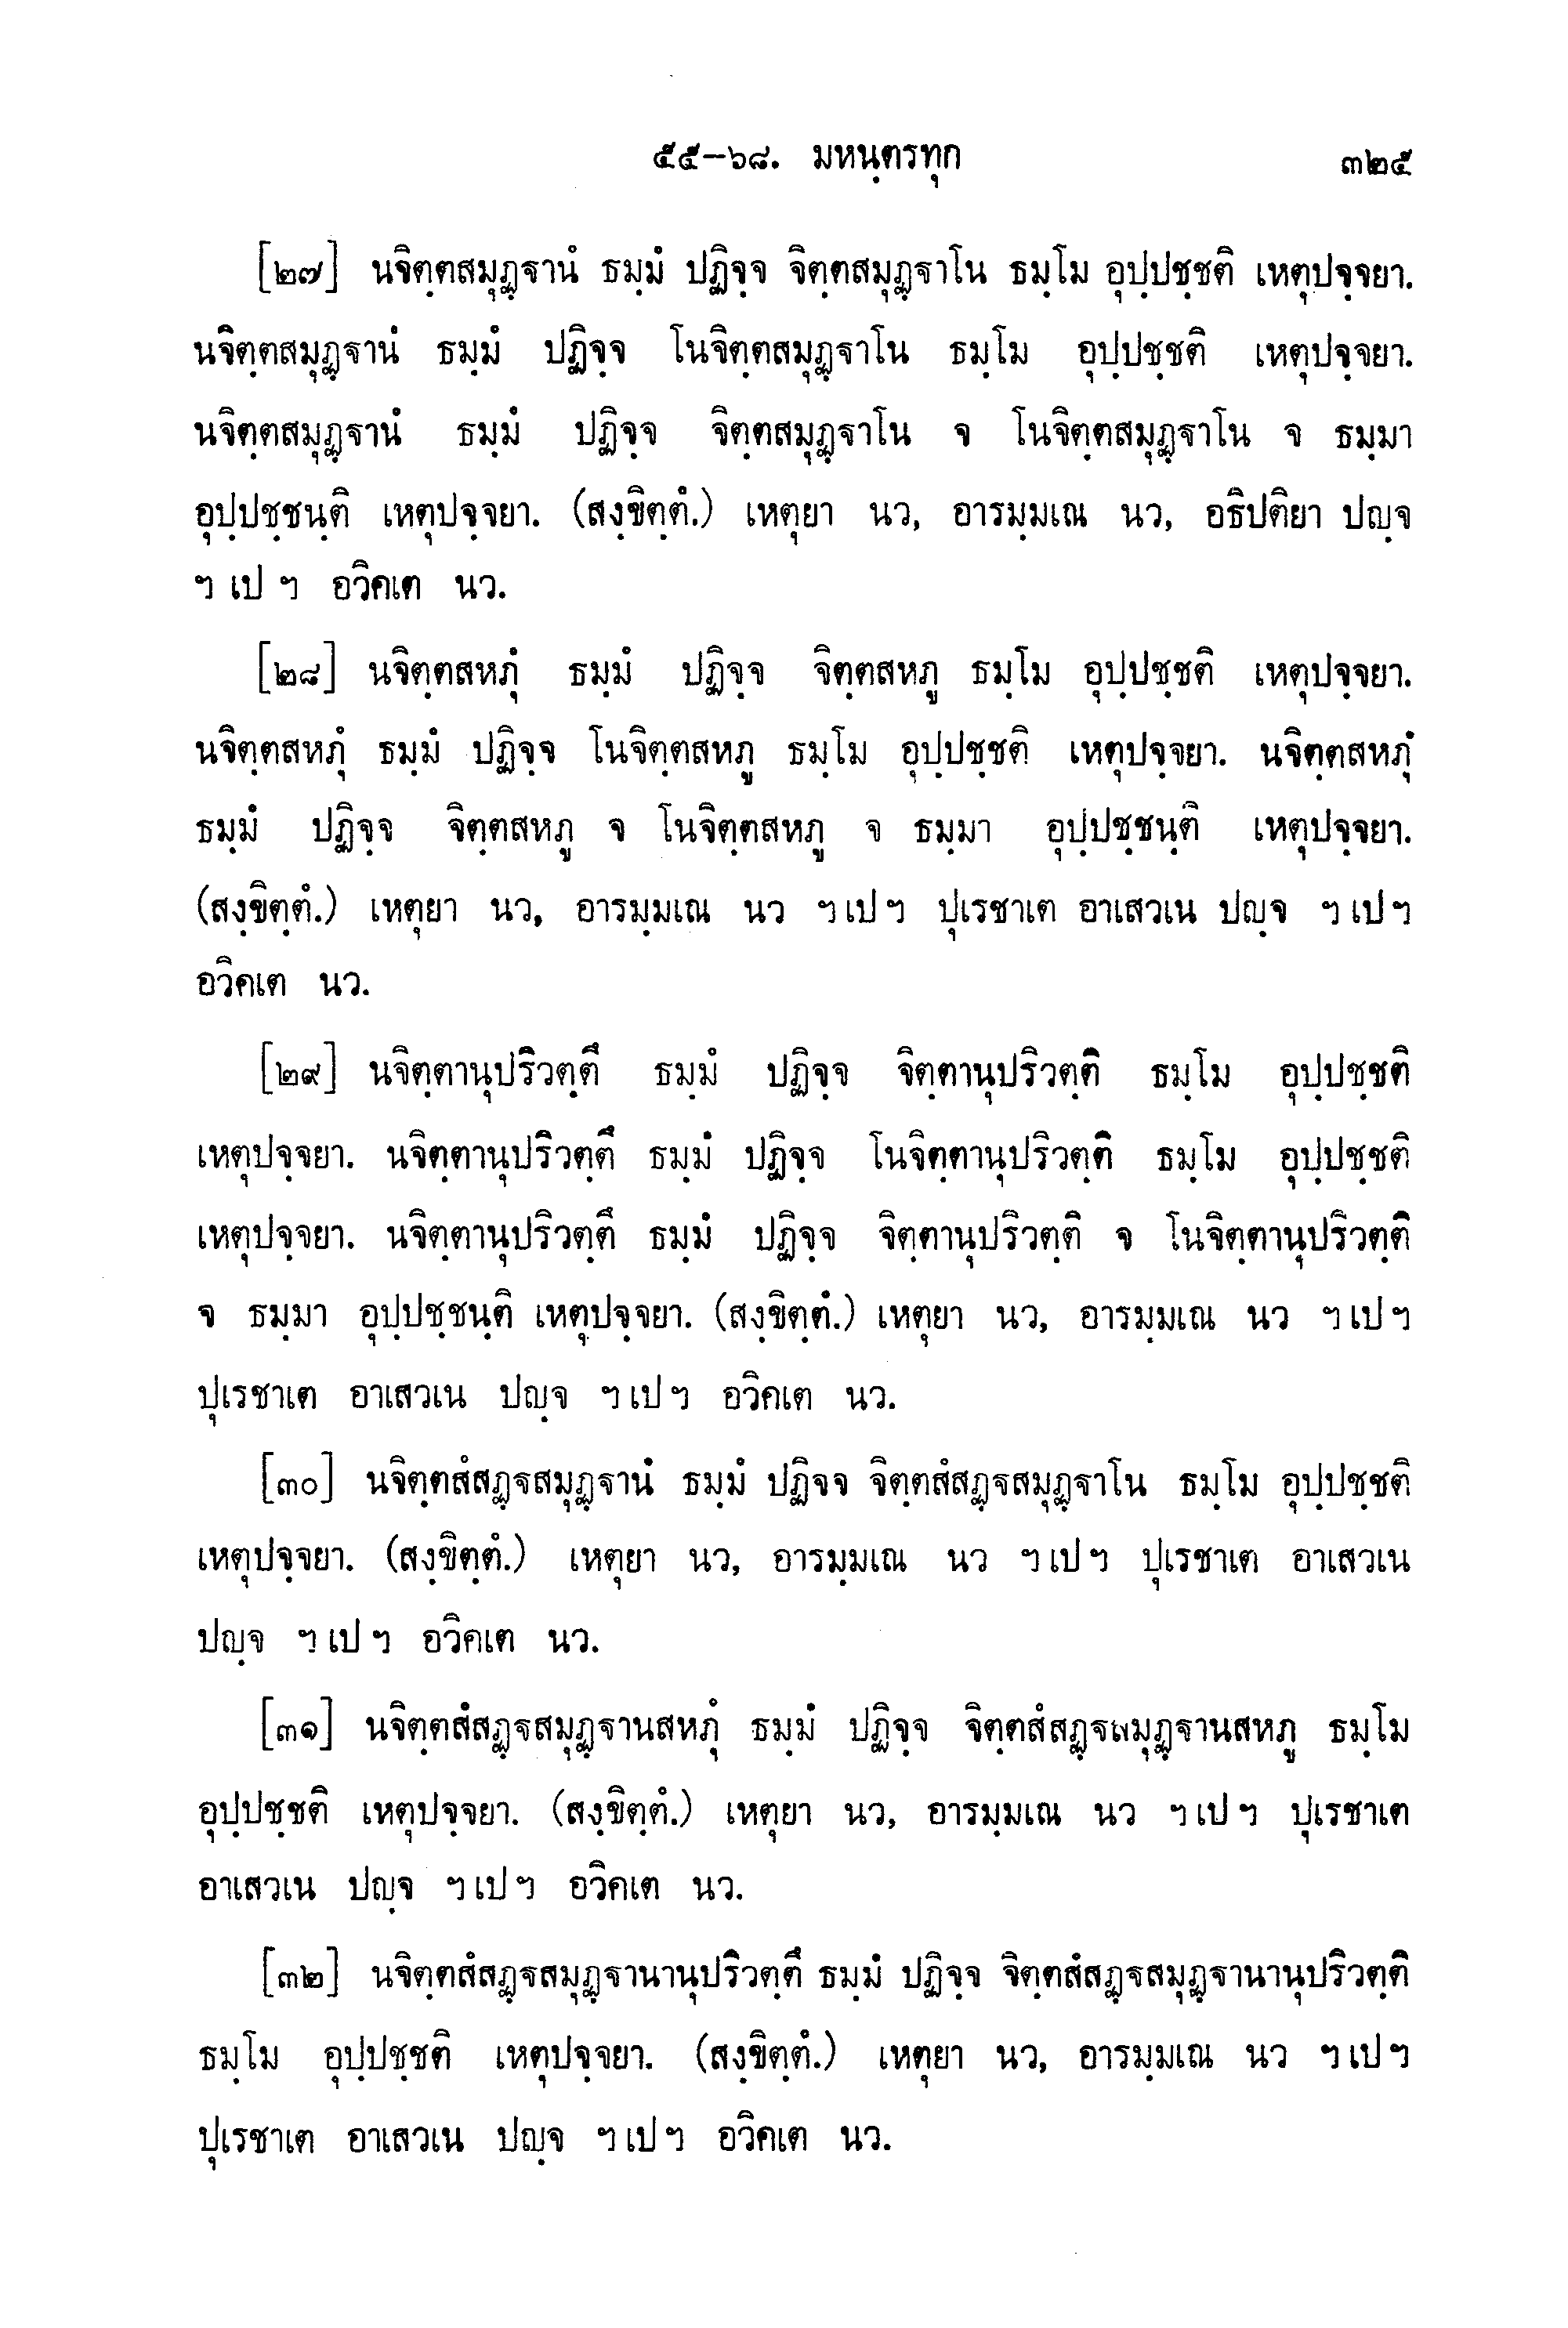 ๕๕-๖๘. มหนฺตรทุก ๓๒๕
[๒๗] นจิตฺตสมุฏฺฐานํ ธมฺมํ ปฏิจฺจ จิตฺตสมุฏฺฐาโน ธมฺโม อุปฺปชฺชติ เหตุปจฺจยา.
นจิตฺตสมุฏฺฐานํ ธมฺมํ ปฏิจฺจ โนจิตฺตสมุฏฺฐาโน ธมฺโม อุปฺปชฺชติ เหตุปจฺจยา.
นจิตฺตสมุฏฺฐานํ ธมฺมํ ปฏิจฺจ จิตฺตสมุฏฺฐาโน จ โนจิตฺตสมุฏฺฐาโน จ ธมฺมา
อุปฺปชฺชนฺติ เหตุปจฺจยา. (สงฺขิตฺตํ.) เหตุยา นว, อารมฺมเณ นว, อธิปติยา ปญฺจ
ฯ เป ฯ อวิคเต นว.
[๒๘] นจิตฺตสหภุํ ธมฺมํ ปฏิจฺจ จิตฺตสหภู ธมฺโม อุปฺปชฺชติ เหตุปจฺจยา.
นจิตฺตสหภุํ ธมฺมํ ปฏิจฺจ โนจิตฺตสหภู ธมฺโม อุปฺปชฺชติ เหตุปจฺจยา. นจิตฺตสหภุํ
ธมฺมํ ปฏิจฺจ จิตฺตสหภู จ โนจิตฺตสหภู จ ธมฺมา อุปฺปชฺชนฺติ เหตุปจฺจยา.
(สงฺขิตฺตํ.) เหตุยา นว, อารมฺมเณ นว ฯ เป ฯ ปุเรชาเต อาเสวเน ปญฺจ ฯ เป ฯ
อวิคเต นว.
[๒๙] นจิตฺตานุปริวตฺตึ ธมฺมํ ปฏิจฺจ จิตฺตานุปริวตฺติ ธมฺโม อุปฺปชฺชติ
เหตุปจฺจยา. นจิตฺตานุปริวตฺตึ ธมฺมํ ปฏิจฺจ โนจิตฺตานุปริวตฺติ ธมฺโม อุปฺปชฺชติ
เหตุปจฺจยา. นจิตฺตานุปริวตฺตึ ธมฺมํ ปฏิจฺจ จิตฺตานุปริวตฺติ จ โนจิตฺตานุปริวตฺติ
จ ธมฺมา อุปฺปชฺชนฺติ เหตุปจฺจยา. (สงฺขิตฺตํ.) เหตุยา นว, อารมฺมเณ นว ฯ เป ฯ
ปุเรชาเต อาเสวเน ปญฺจ ฯ เป ฯ อวิคเต นว.
[๓๐] นจิตฺตสํสฏฺฐสมุฏฺฐานํ ธมฺมํ ปฏิจจ จิตฺตสํสฏฺฐสมุฏฺฐาโน ธมฺโม อุปฺปชฺชติ
เหตุปจฺจยา. (สงฺขิตฺตํ.) เหตุยา นว, อารมฺมเณ นว ฯ เป ฯ ปุเรชาเต อาเสวเน
ปญฺจ ฯ เป ฯ อวิคเต นว.
[๓๑] นจิตฺตสํสฏฺฐสมุฏฺฐานสหภุํ ธมฺมํ ปฏิจฺจ จิตฺตสํสฏฺฐสมุฏฺฐานสหภู ธมฺโม
อุปฺปชฺชติ เหตุปจฺจยา. (สงฺขิตฺตํ.) เหตุยา นว, อารมฺมเณ นว ฯ เป ฯ ปุเรชาเต
อาเสวเน ปญฺจ ฯ เป ฯ อวิคเต นว.
[๓๒] นจิตฺตสํสฏฺฐสมุฏฺฐานานุปริวตฺตึ ธมฺมํ ปฏิจฺจ จิตฺตสํสฏฺฐสมุฏฺฐานานุปริวตฺติ
ธมฺโม อุปฺปชฺชติ เหตุปจฺจยา. (สงฺขิตฺตํ.) เหตุยา นว, อารมฺมเณ นว ฯ เป ฯ
ปุเรชาเต อาเสวเน ปญฺจ ฯ เป ฯ อวิคเต นว.